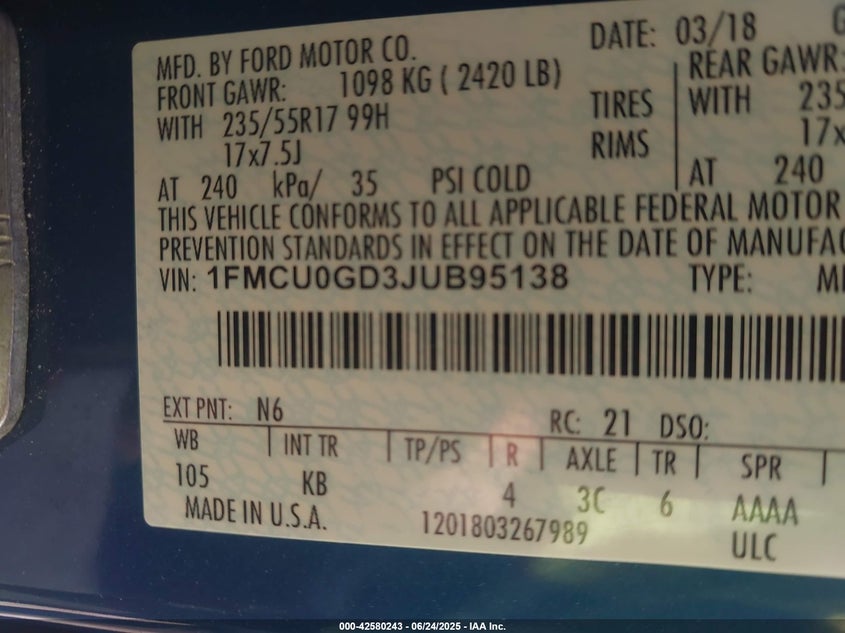 MFD. BY FORD MOTOR CO. DATE: 03/18
FRONT GAWR: 1098 KG ( 2420 LB) REAR GAWR:
WITH 235/55R17 99H TIRES WITH 235
17x7.5J RIMS 17x
AT 240 kPa/ 35 PSI COLD AT 240
THIS VEHICLE CONFORMS TO ALL APPLICABLE FEDERAL MOTOR
PREVENTION STANDARDS IN EFFECT ON THE DATE OF MANUFAC
VIN: 1FMCU0GD3JUB95138 TYPE:
EXT PNT: N6 RC: 21 DSO:
WB INT TR TP/PS R AXLE TR SPR
105 KB 4 3C 6 AAAA
MADE IN U.S.A. 1201803267989 ULC
000-42580243 - 06/24/2025 - IAA Inc.